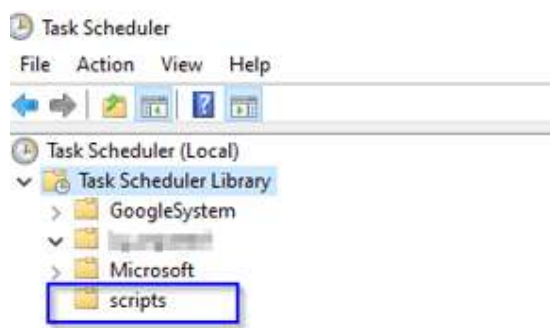 Task Scheduler
File Action View Help
Task Scheduler (Local)
Task Scheduler Library
GoogleSystem
Microsoft
scripts